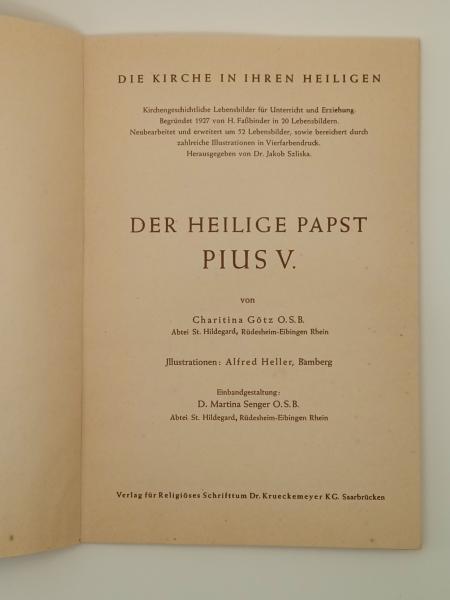 DIE KIRCHE IN IHREN HEILIGEN
Kirchengeschichtliche Lebensbilder für Unterricht und Erziehung.
Begründet 1927 von H. Faßbinder in 20 Lebensbildern.
Neubearbeitet und erweitert um 52 Lebensbilder, sowie bereichert durch
zahlreiche Illustrationen in Vierfarbendruck.
Herausgegeben von Dr. Jakob Szliska.
DER HEILIGE PAPST
PIUS V.
von
Charitina Götz O.S.B.
Abtei St. Hildegard, Rüdesheim-Eibingen Rhein
Jllustrationen: Alfred Heller, Bamberg
Einbandgestaltung:
D. Martina Senger O.S.B.
Abtei St. Hildegard, Rüdesheim-Eibingen Rhein
Verlag für Religiöses Schrifttum Dr. Krueckemeyer KG. Saarbrücken